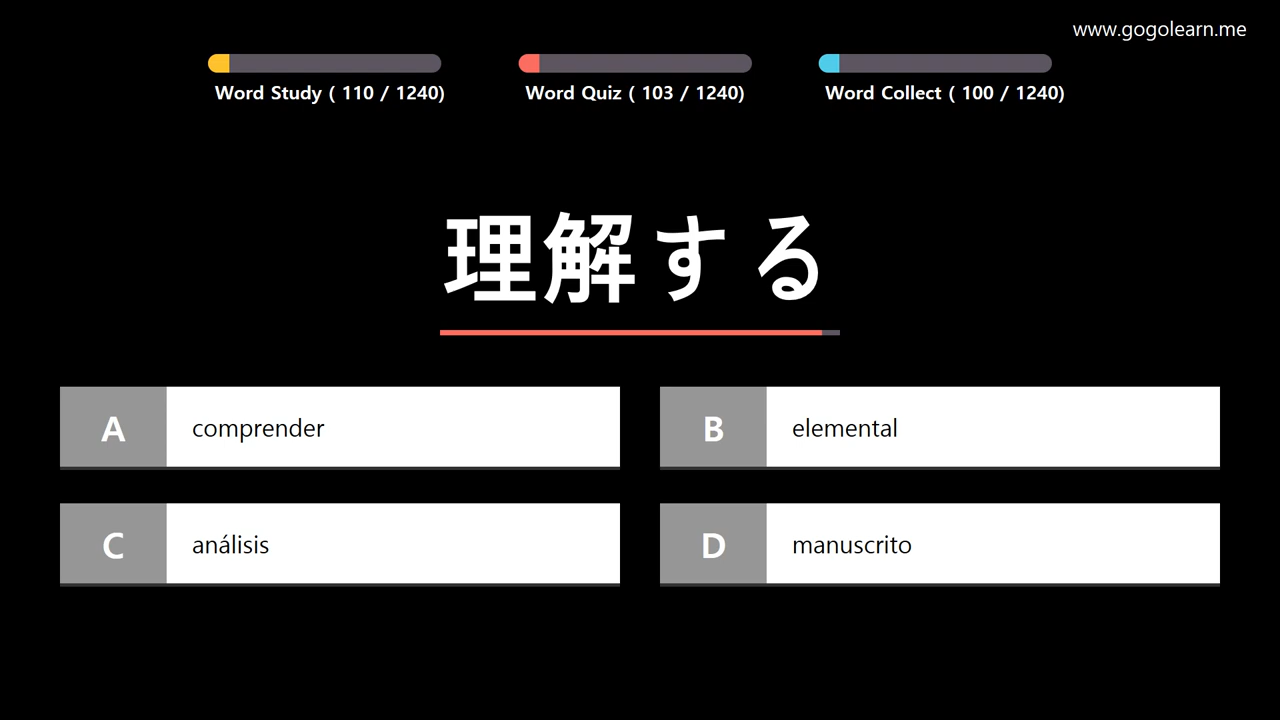 www.gogolearn.me
Word Study ( 110 / 1240)
Word Quiz ( 103 / 1240)
Word Collect ( 100 / 1240)
理解する
A comprender
B elemental
C análisis
D manuscrito